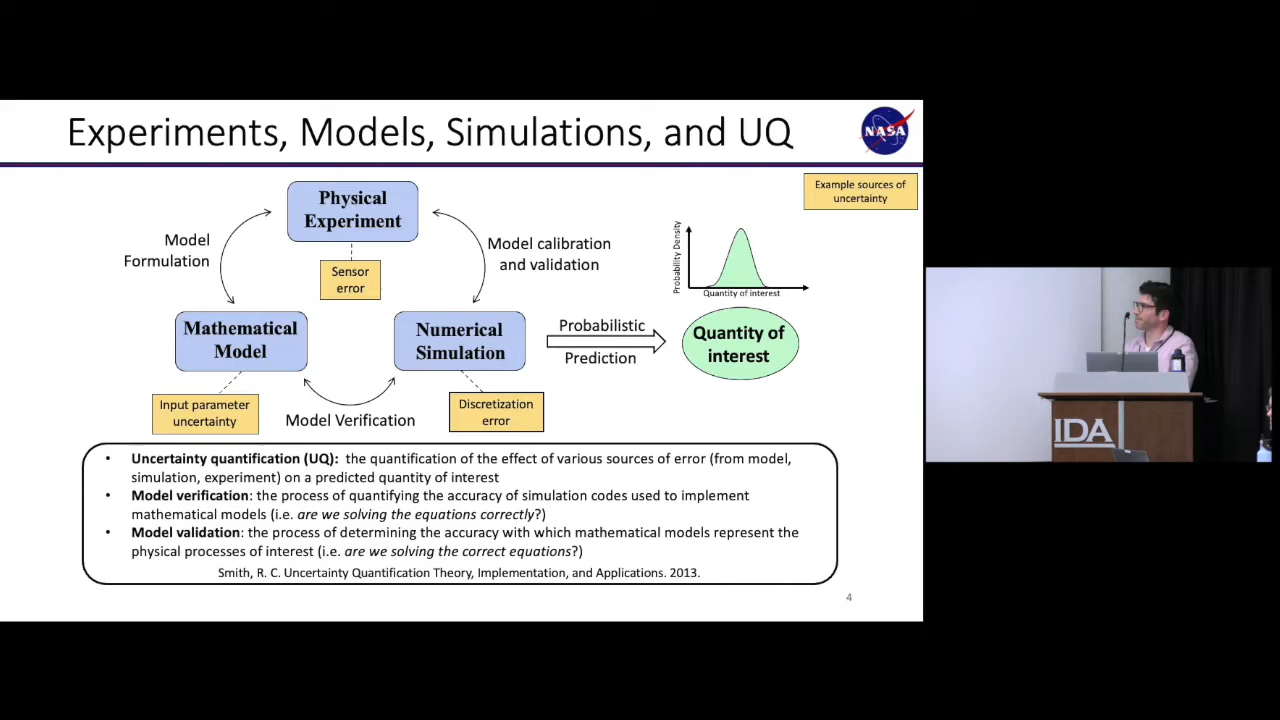 Experiments, Models, Simulations, and UQ
NASA
Example sources of
uncertainty
Physical
Experiment
Model
Formulation
Model calibration
and validation
Sensor
error
Probability Density
Quantity of interest
Mathematical
Model
Numerical
Simulation
Probabilistic
Prediction
Quantity of
interest
Input parameter
uncertainty
Model Verification
Discretization
error
• Uncertainty quantification (UQ): the quantification of the effect of various sources of error (from model,
simulation, experiment) on a predicted quantity of interest
• Model verification: the process of quantifying the accuracy of simulation codes used to implement
mathematical models (i.e. are we solving the equations correctly?)
• Model validation: the process of determining the accuracy with which mathematical models represent the
physical processes of interest (i.e. are we solving the correct equations?)
Smith, R. C. Uncertainty Quantification Theory, Implementation, and Applications. 2013.
4
IDA